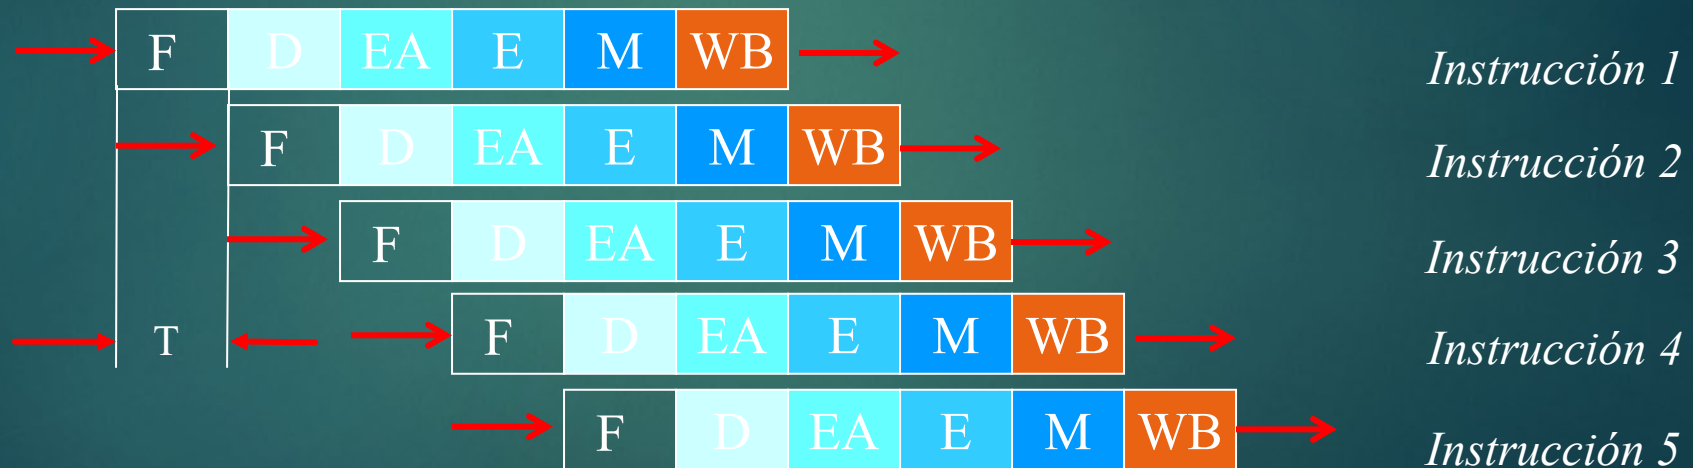 F D EA E M WB Instrucción 1
F D EA E M WB Instrucción 2
F D EA E M WB Instrucción 3
T F D EA E M WB Instrucción 4
F D EA E M WB Instrucción 5